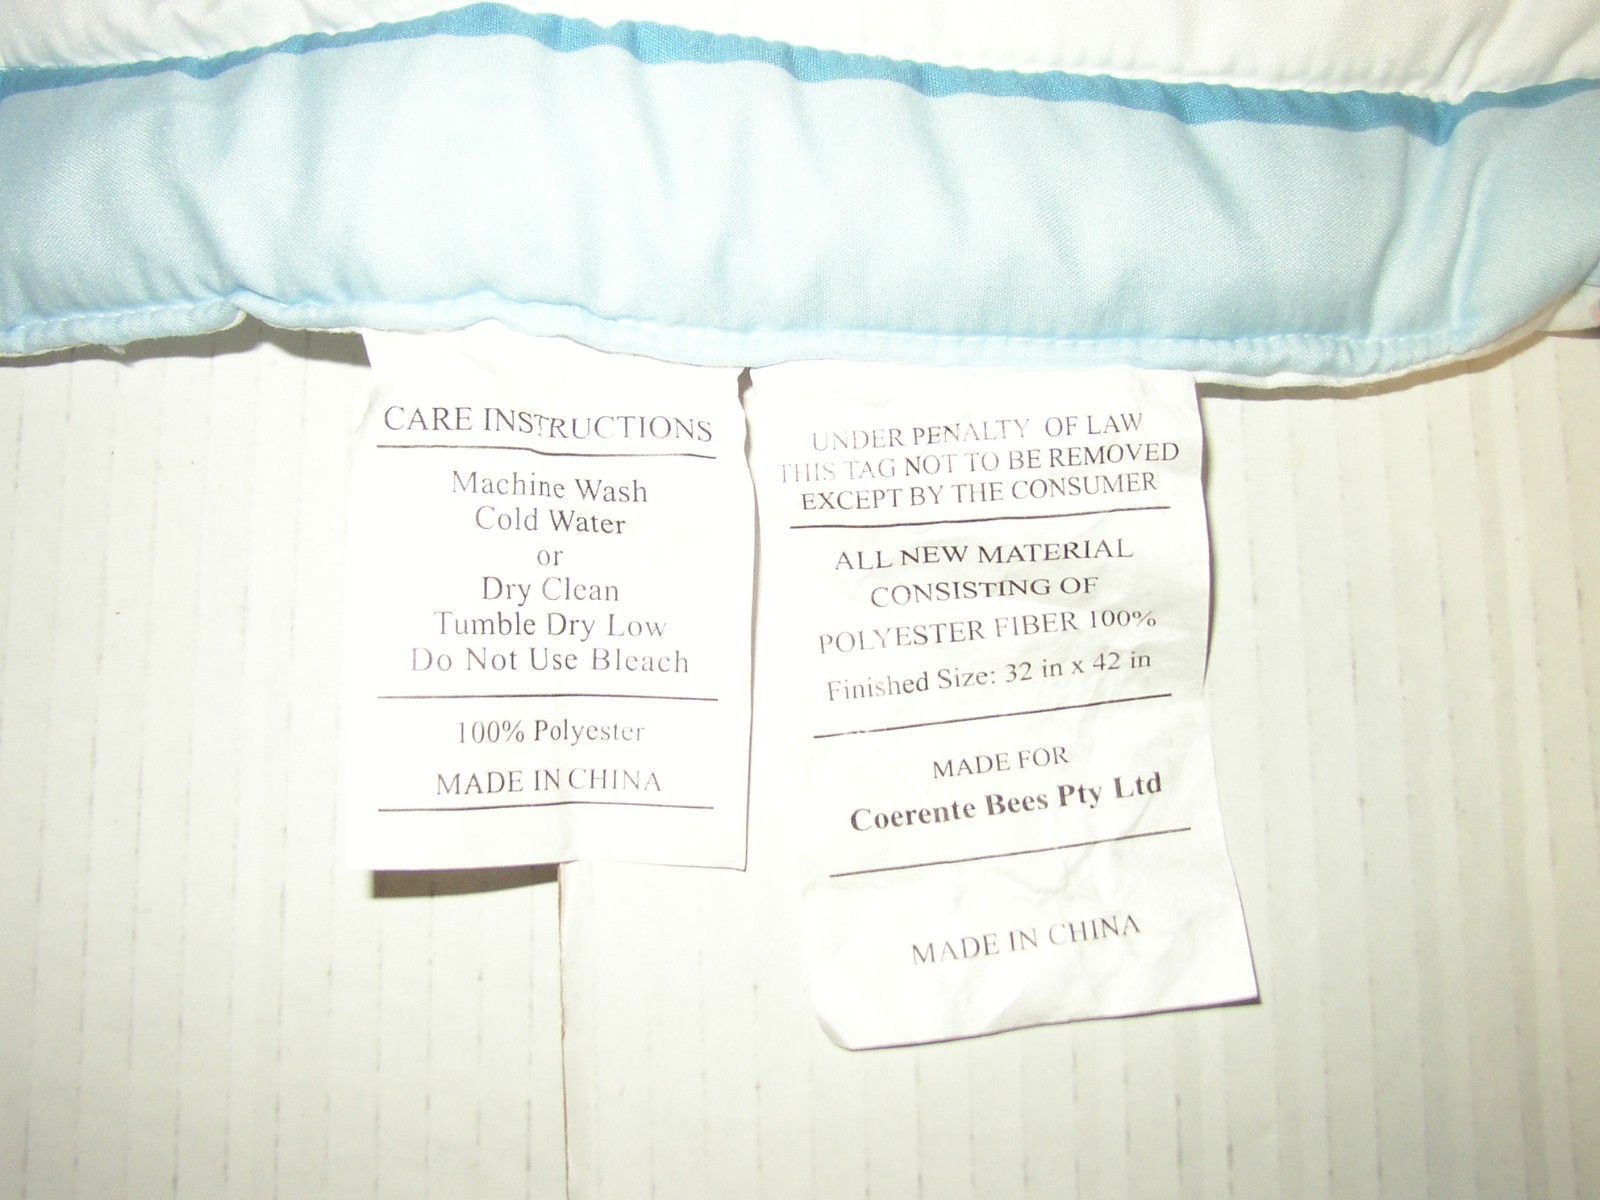 CARE INSTRUCTIONS
Machine Wash
Cold Water
or
Dry Clean
Tumble Dry Low
Do Not Use Bleach
100% Polyester
MADE IN CHINA
UNDER PENALTY OF LAW
THIS TAG NOT TO BE REMOVED
EXCEPT BY THE CONSUMER
ALL NEW MATERIAL
CONSISTING OF
POLYESTER FIBER 100%
Finished Size: 32 in x 42 in
MADE FOR
Coerente Bees Pty Ltd
MADE IN CHINA